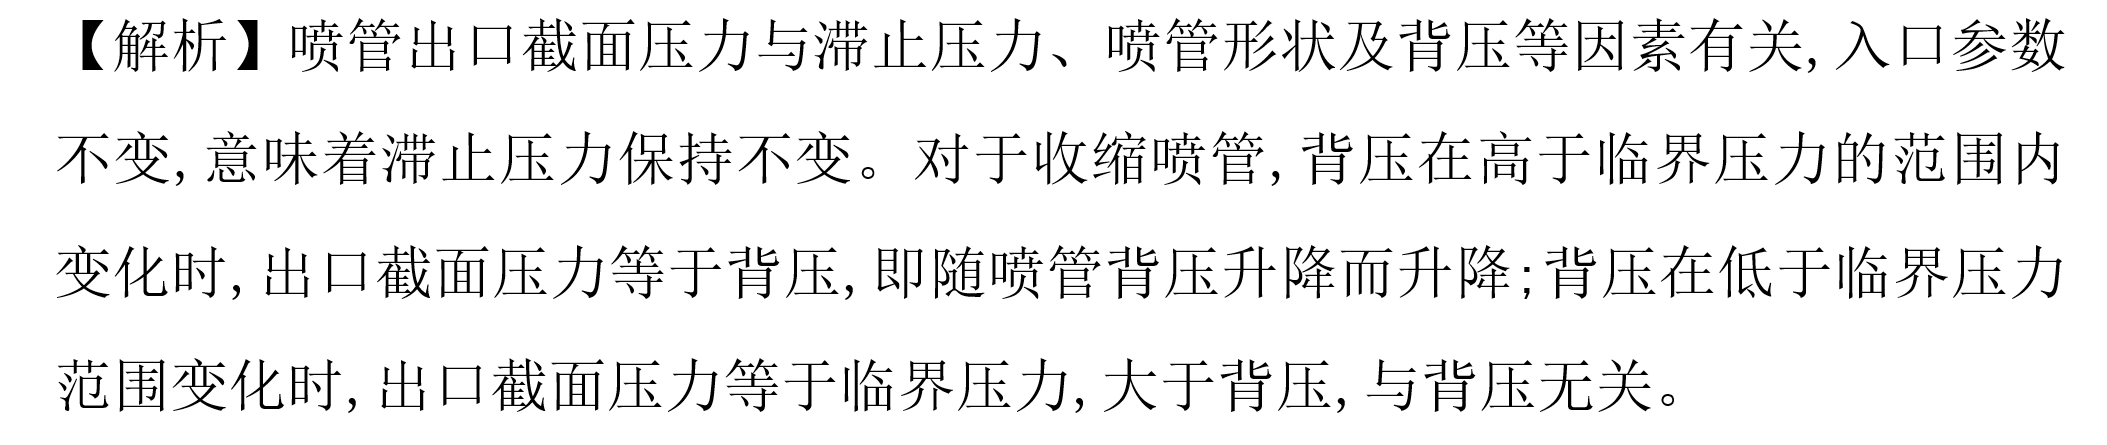 【解析】喷管出口截面压力与滞止压力、喷管形状及背压等因素有关,入口参数
不变,意味着滞止压力保持不变。对于收缩喷管,背压在高于临界压力的范围内
变化时,出口截面压力等于背压,即随喷管背压升降而升降;背压在低于临界压力
范围变化时,出口截面压力等于临界压力,大于背压,与背压无关。